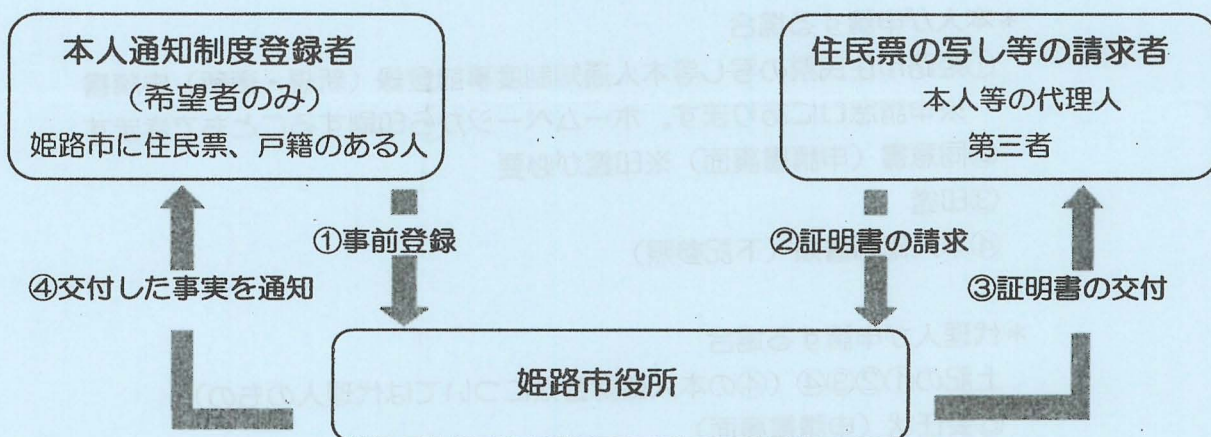 本人通知制度登録者
(希望者のみ)
姫路市に住民票、戸籍のある人
住民票の写し等の請求者
本人等の代理人
第三者
①事前登録
②証明書の請求
④交付した事実を通知
③証明書の交付
姫路市役所